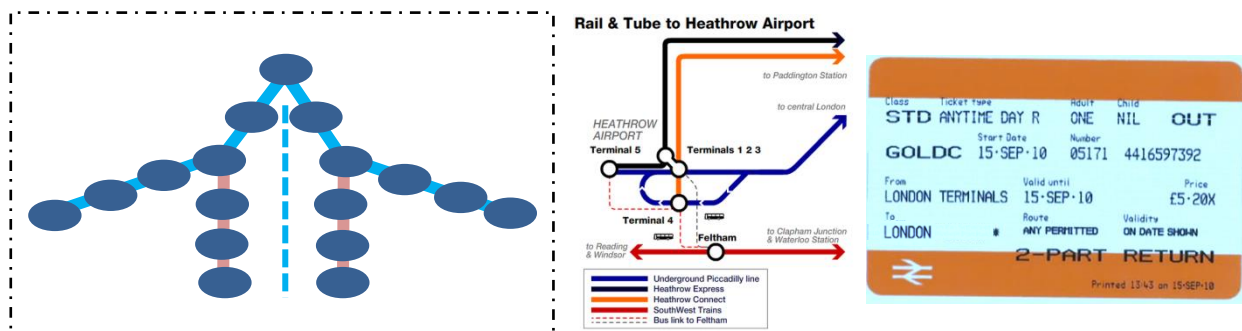 Rail & Tube to Heathrow Airport
to Paddington Station
to central London
HEATHROW
AIRPORT
Terminal 5
Terminals 1 2 3
Terminal 4
Feltham
to Reading
& Windsor
to Clapham Junction
& Waterloo Station
Underground Piccadilly line
Heathrow Express
Heathrow Connect
SouthWest Trains
Bus link to Feltham
Class Ticket type Adult Child
STD ANYTIME DAY R ONE NIL OUT
Start Date Number
GOLDC 15·SEP·10 05171 4416597392
From Valid until Price
LONDON TERMINALS 15·SEP·10 £5·20X
To Route Validity
LONDON * ANY PERMITTED ON DATE SHOWN
2-PART RETURN
Printed 13:43 on 15·SEP·10